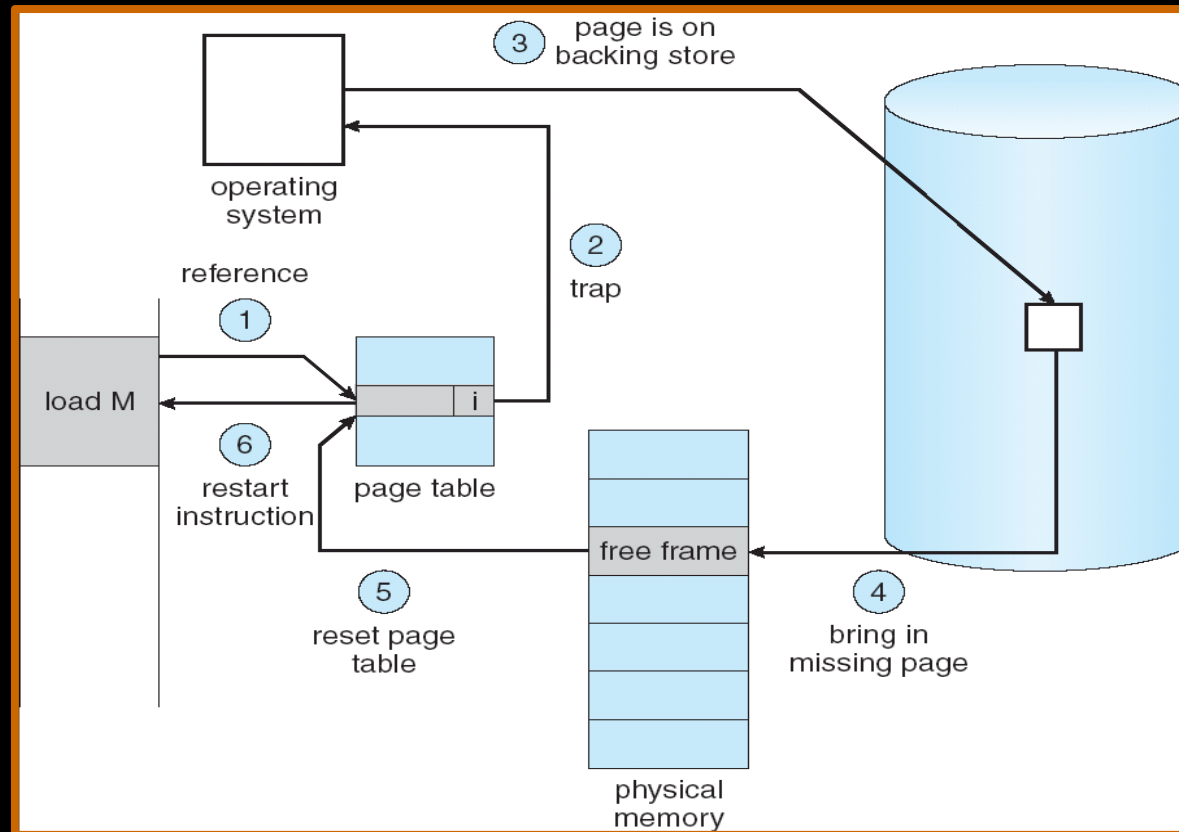 3
page is on
backing store
operating
system
2
trap
reference
1
load M
i
6
restart
instruction
page table
free frame
5
reset page
table
4
bring in
missing page
physical
memory